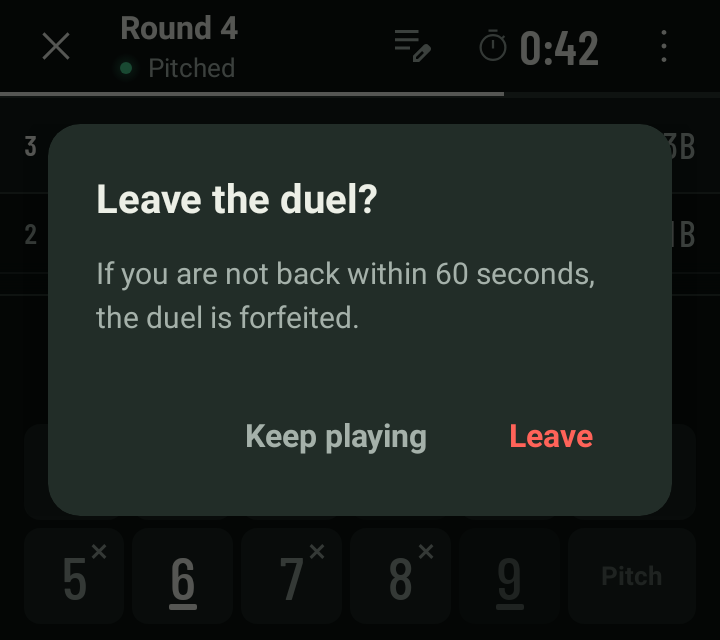 Round 4
Pitched
0:42
3
3B
2
1B
Leave the duel?
If you are not back within 60 seconds,
the duel is forfeited.
Keep playing
Leave
5 × 6 7 × 8 × 9 Pitch